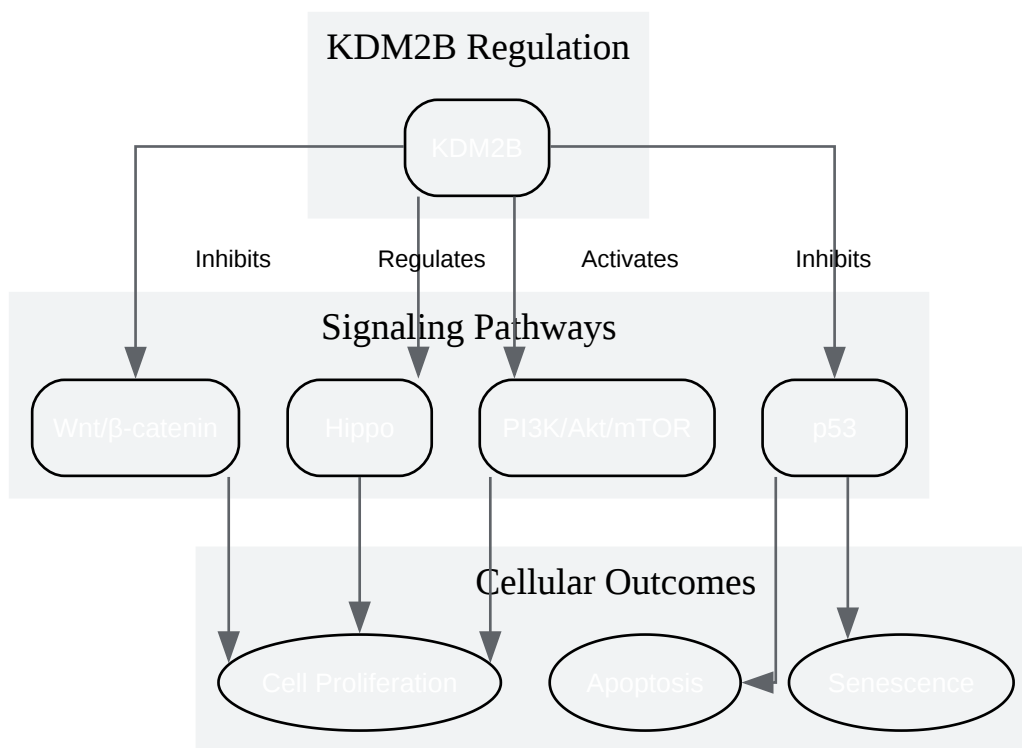 KDM2B Regulation
KDM2B
Inhibits
Regulates
Activates
Inhibits
Signaling Pathways
Wnt/β-catenin
Hippo
PI3K/Akt/mTOR
p53
Cellular Outcomes
Cell Proliferation
Apoptosis
Senescence